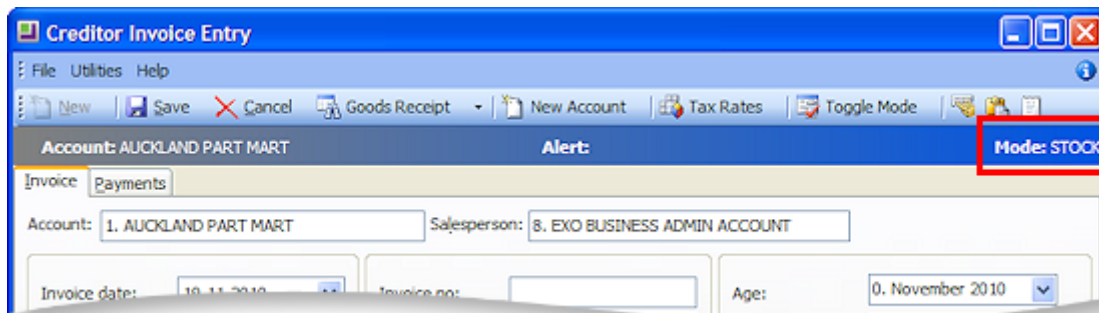 Creditor Invoice Entry
File Utilities Help
New Save Cancel Goods Receipt New Account Tax Rates Toggle Mode
Account: AUCKLAND PART MART Alert: Mode: STOCK
Invoice Payments
Account: 1. AUCKLAND PART MART Salesperson: 8. EXO BUSINESS ADMIN ACCOUNT
Invoice date: Invoice no: Age: 0. November 2010